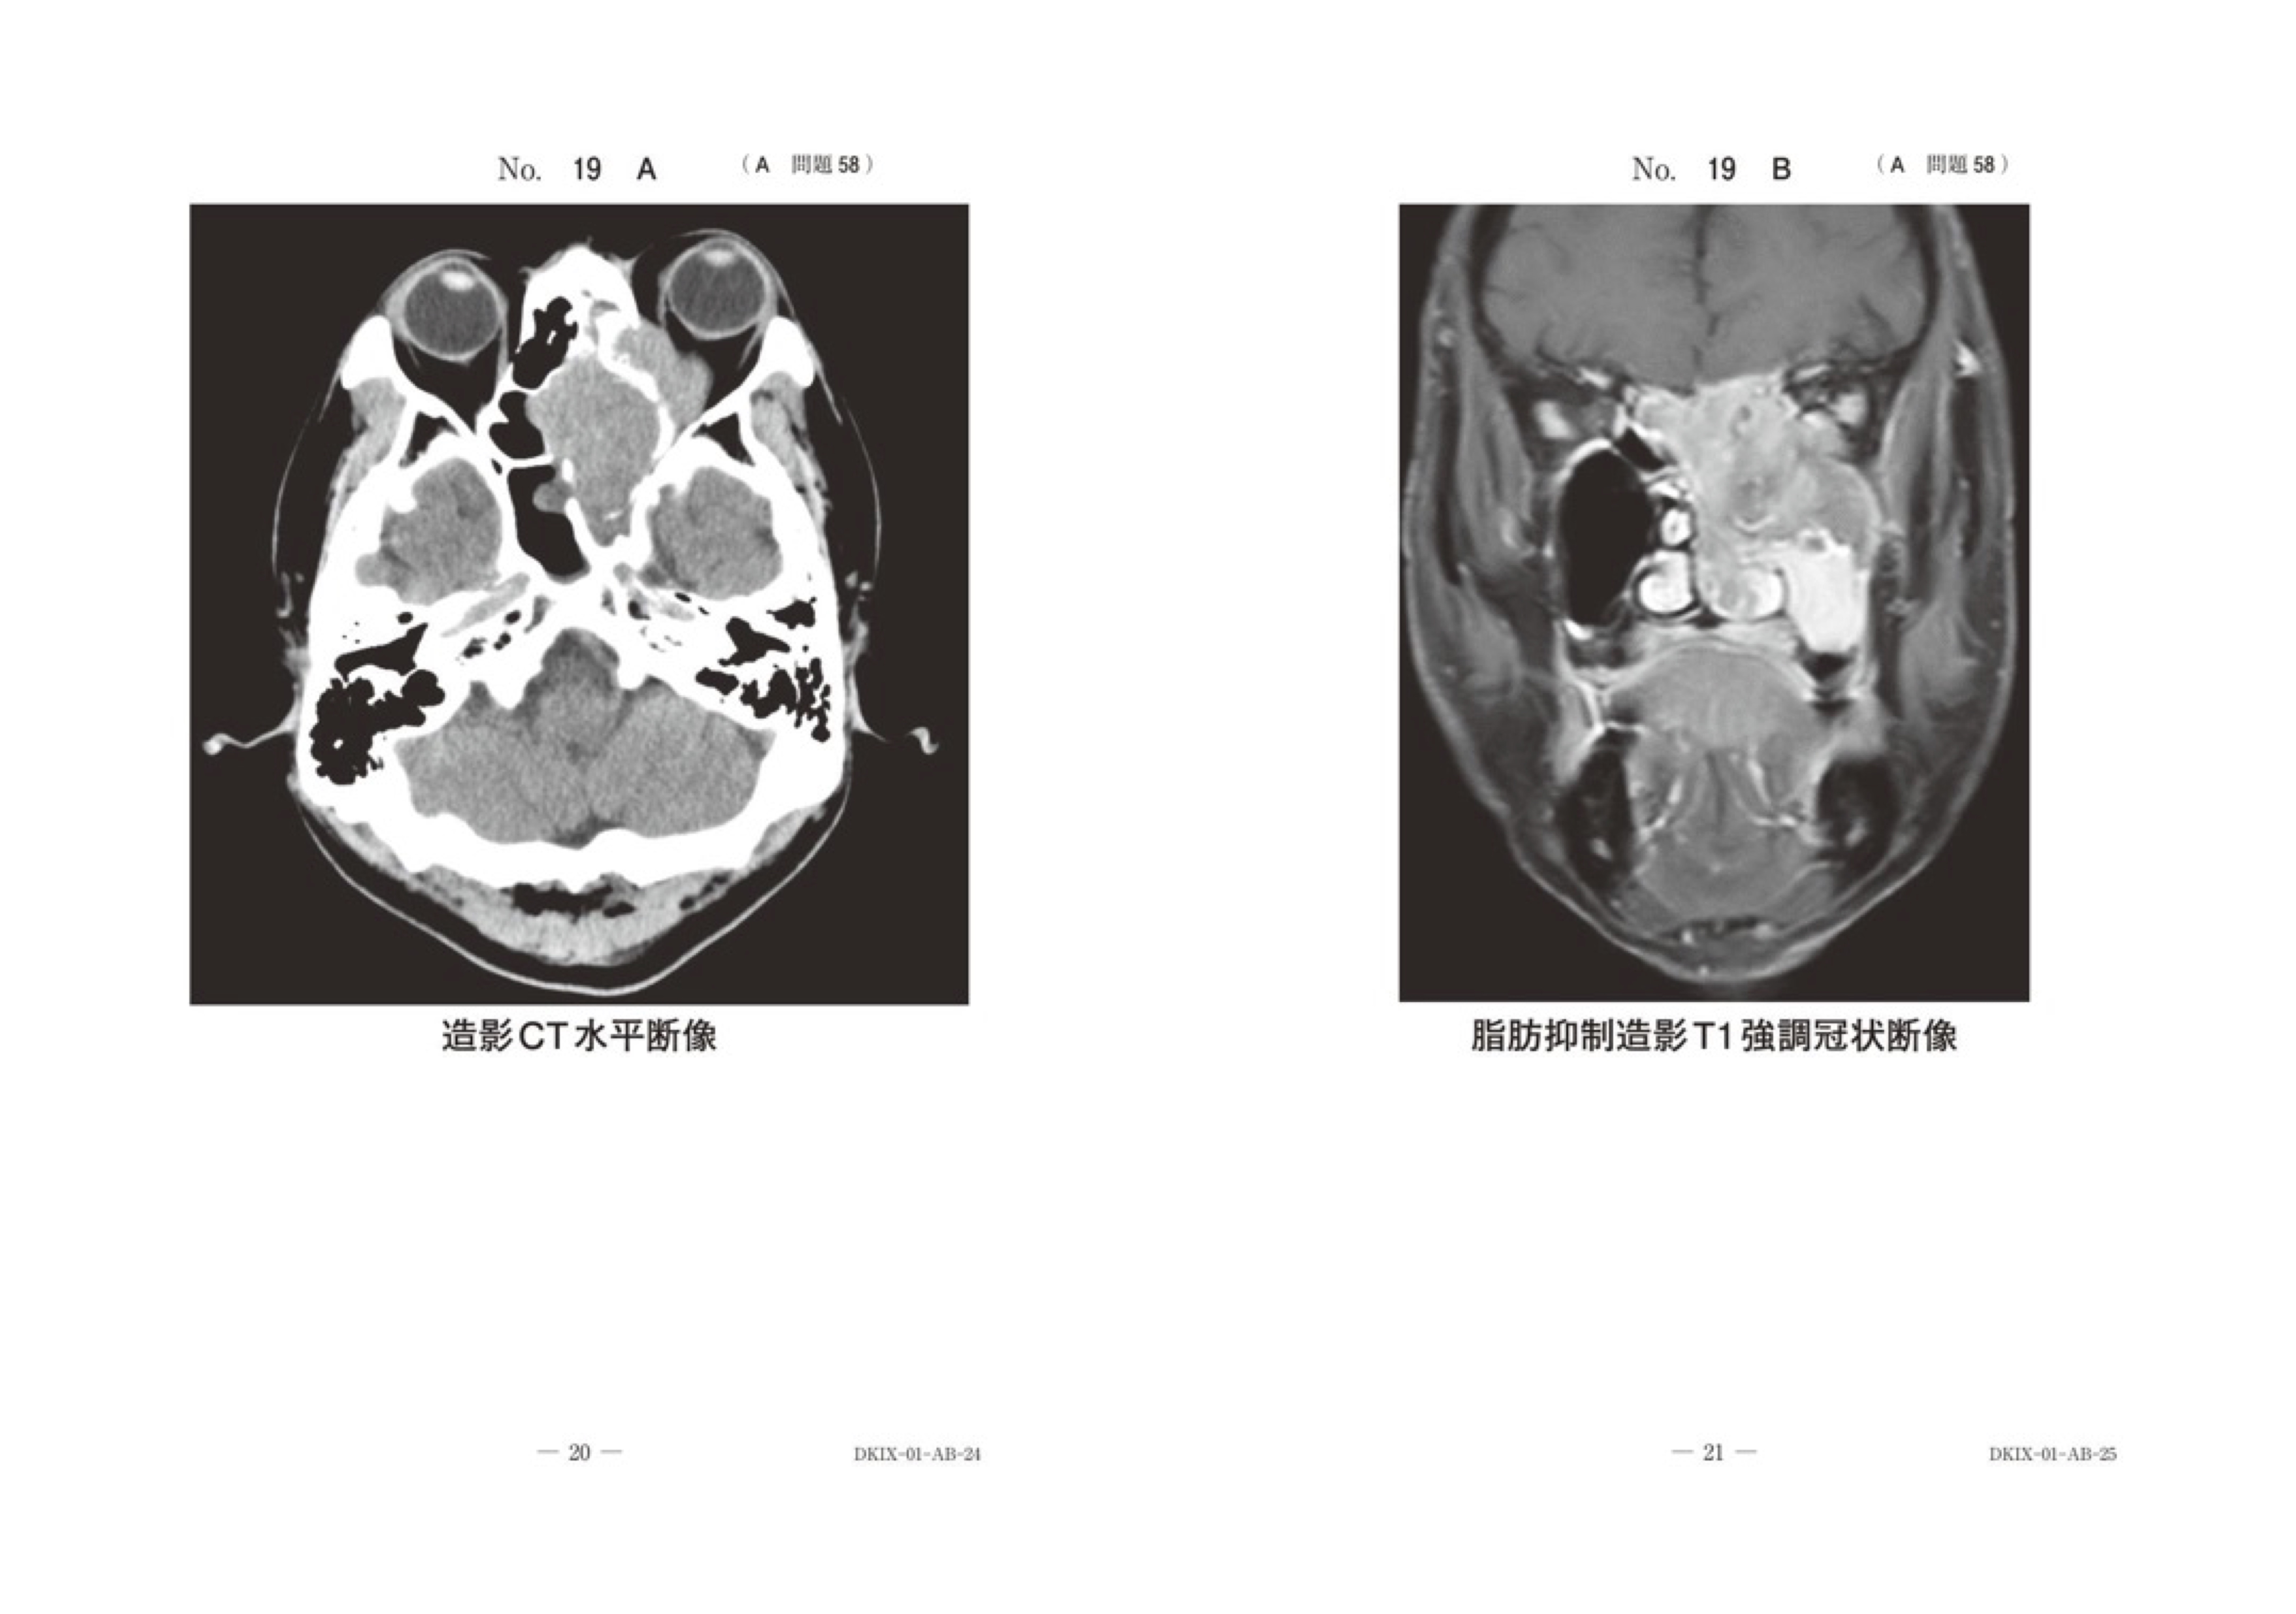 No. 19 A (A 問題 58)
造影CT水平断像
— 20 —
DKIX-01-AB-24
No. 19 B (A 問題 58)
脂肪抑制造影T1強調冠状断像
— 21 —
DKIX-01-AB-25